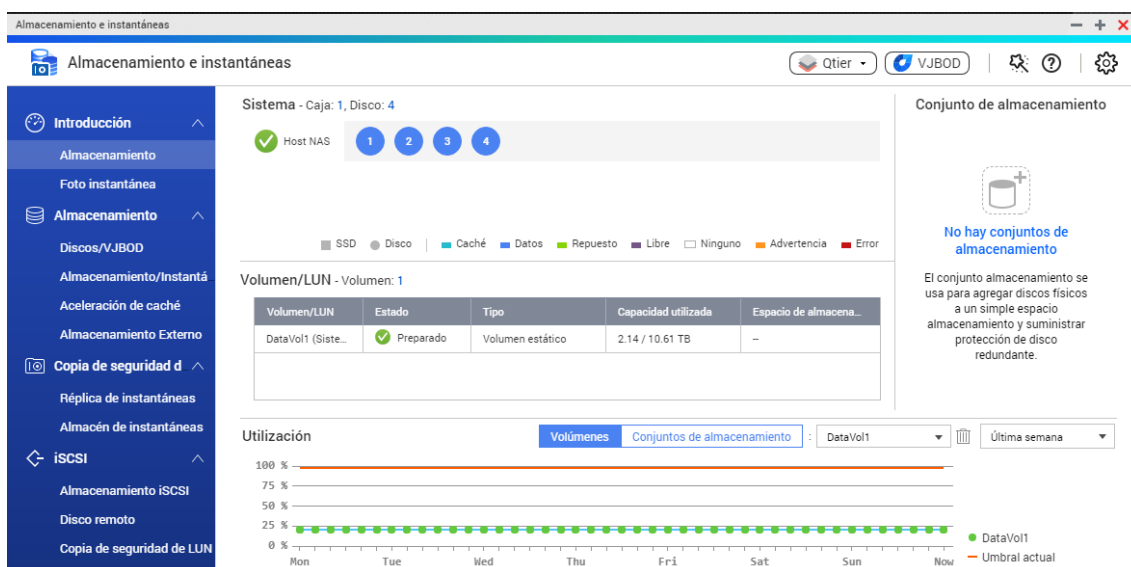 Almacenamiento e instantáneas
Almacenamiento e instantáneas
Qtier
VJBOD
Introducción
Almacenamiento
Foto instantánea
Almacenamiento
Discos/VJBOD
Almacenamiento/Instantá
Aceleración de caché
Almacenamiento Externo
Copia de seguridad d
Réplica de instantáneas
Almacén de instantáneas
iSCSI
Almacenamiento iSCSI
Disco remoto
Copia de seguridad de LUN
Sistema - Caja: 1, Disco: 4
Host NAS 1 2 3 4
SSD Disco Caché Datos Repuesto Libre Ninguno Advertencia Error
Volumen/LUN - Volumen: 1
Volumen/LUN Estado Tipo Capacidad utilizada Espacio de almacena...
DataVol1 (Siste... Preparado Volumen estático 2.14 / 10.61 TB --
Conjunto de almacenamiento
No hay conjuntos de
almacenamiento
El conjunto almacenamiento se
usa para agregar discos físicos
a un simple espacio
almacenamiento y suministrar
protección de disco
redundante.
Utilización Volúmenes Conjuntos de almacenamiento : DataVol1 Última semana
100 %
75 %
50 %
25 %
0 %
Mon Tue Wed Thu Fri Sat Sun Now
DataVol1
Umbral actual